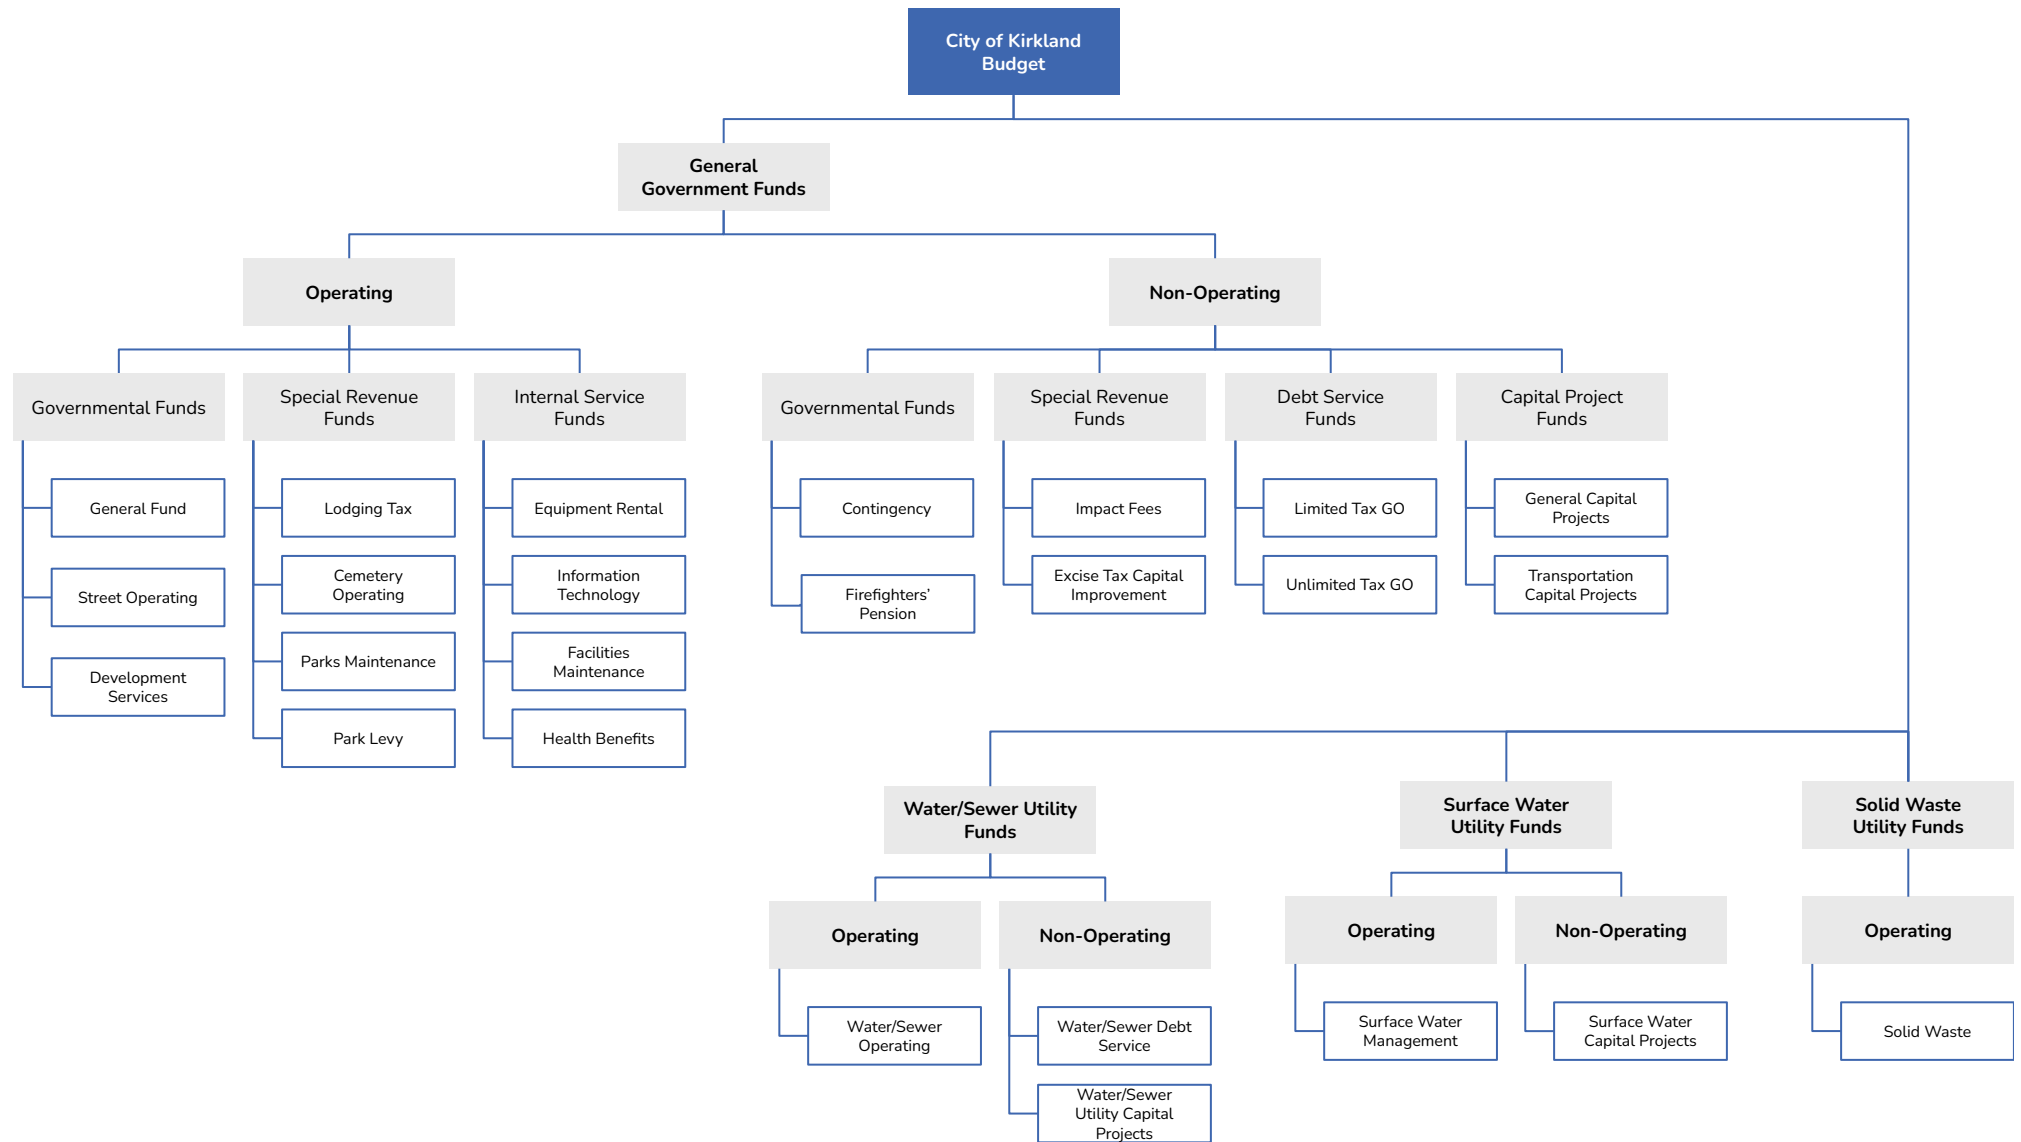 City of Kirkland
Budget
General
Government Funds
Operating
Non-Operating
Governmental Funds
Special Revenue
Funds
Internal Service
Funds
Governmental Funds
Special Revenue
Funds
Debt Service
Funds
Capital Project
Funds
General Fund
Street Operating
Development
Services
Lodging Tax
Cemetery
Operating
Parks Maintenance
Park Levy
Equipment Rental
Information
Technology
Facilities
Maintenance
Health Benefits
Contingency
Firefighters’
Pension
Impact Fees
Excise Tax Capital
Improvement
Limited Tax GO
Unlimited Tax GO
General Capital
Projects
Transportation
Capital Projects
Water/Sewer Utility
Funds
Surface Water
Utility Funds
Solid Waste
Utility Funds
Operating
Non-Operating
Operating
Non-Operating
Operating
Water/Sewer
Operating
Water/Sewer Debt
Service
Water/Sewer
Utility Capital
Projects
Surface Water
Management
Surface Water
Capital Projects
Solid Waste